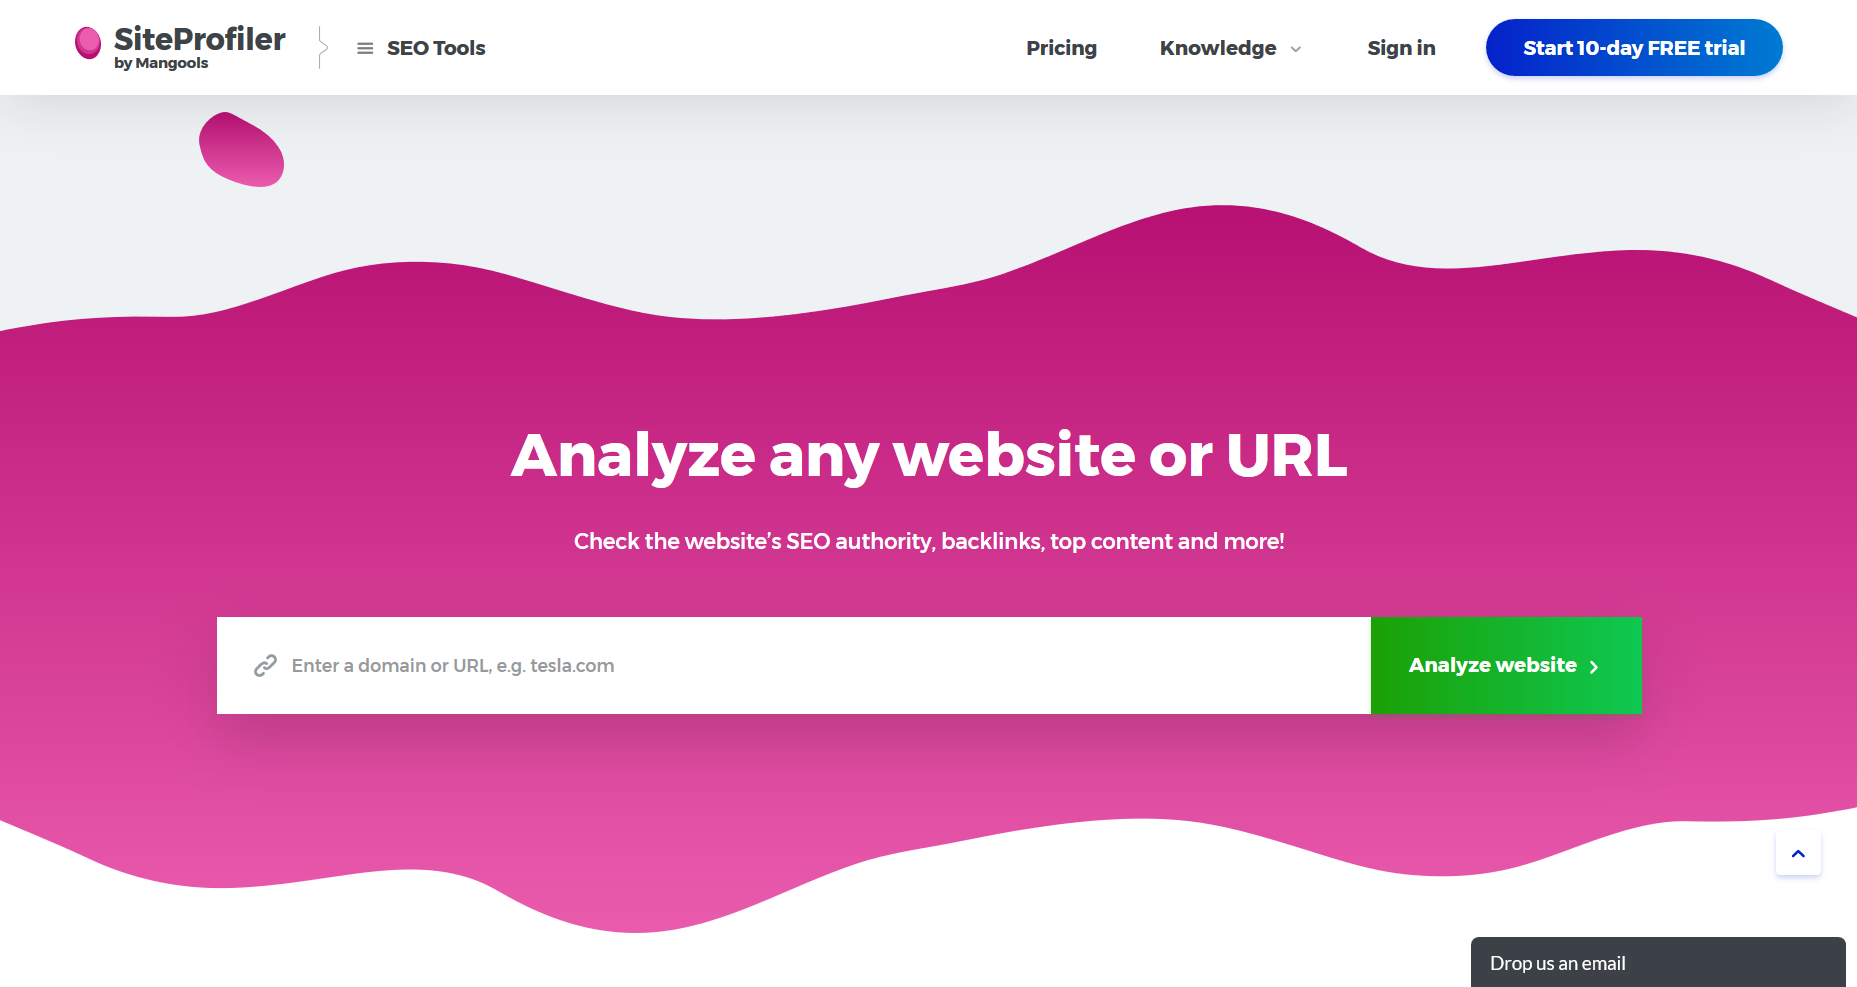 SiteProfiler
by Mangools
SEO Tools
Pricing
Knowledge
Sign in
Start 10-day FREE trial
Analyze any website or URL
Check the website’s SEO authority, backlinks, top content and more!
Enter a domain or URL, e.g. tesla.com
Analyze website
Drop us an email